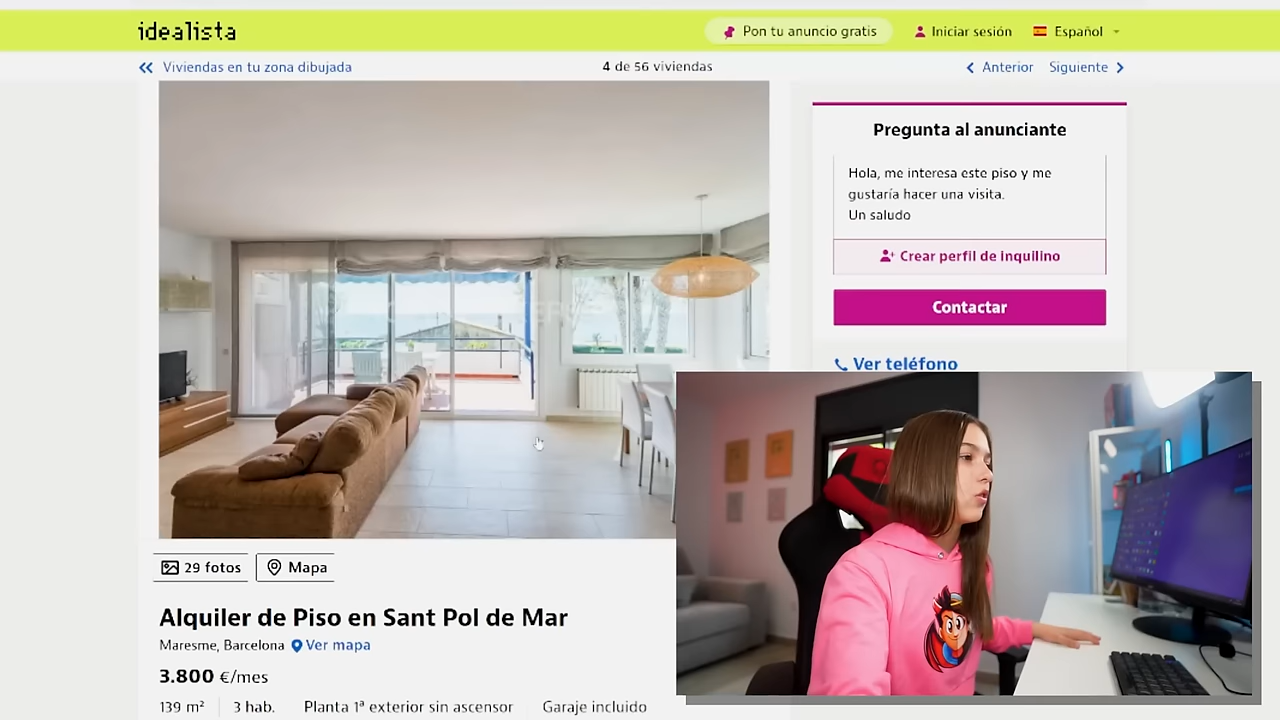 idealista
Pon tu anuncio gratis
Iniciar sesión
Español
Viviendas en tu zona dibujada
4 de 56 viviendas
Anterior
Siguiente
Pregunta al anunciante
Hola, me interesa este piso y me
gustaría hacer una visita.
Un saludo
Crear perfil de inquilino
Contactar
Ver teléfono
29 fotos
Mapa
Alquiler de Piso en Sant Pol de Mar
Maresme, Barcelona Ver mapa
3.800 €/mes
139 m² 3 hab. Planta 1ª exterior sin ascensor Garaje incluido